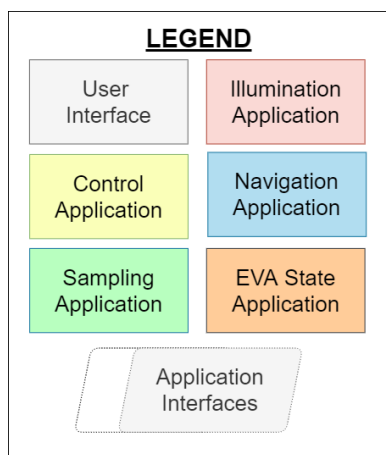 LEGEND
User
Interface
Illumination
Application
Control
Application
Navigation
Application
Sampling
Application
EVA State
Application
Application
Interfaces